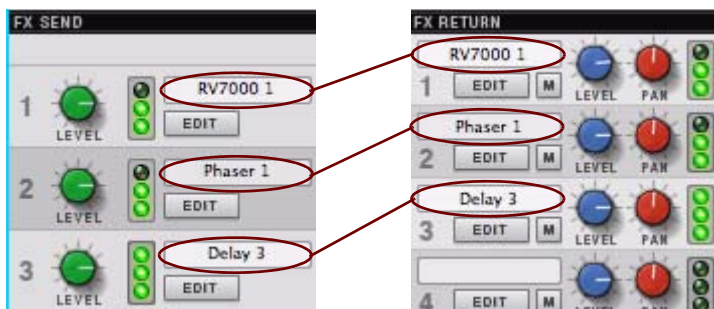 FX SEND
RV7000 1
1
LEVEL
EDIT
Phaser 1
2
LEVEL
EDIT
Delay 3
3
LEVEL
EDIT
FX RETURN
RV7000 1
1
EDIT M
LEVEL PAN
Phaser 1
2
EDIT M
LEVEL PAN
Delay 3
3
EDIT M
LEVEL PAN
4
EDIT M
LEVEL PAN